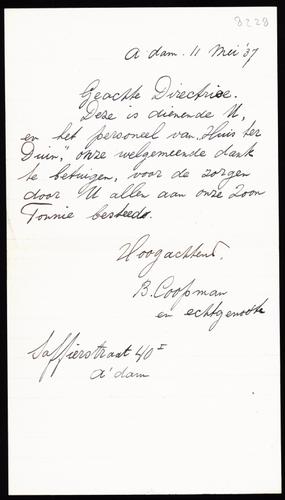 8228
A'dam. 11 Mei '37
Geachte Directrice.
Deze is dienende U,
en het personeel van "Huis ter
Duin", onze welgemeende dank
te betuigen, voor de zorgen
door U allen aan onze Zoon
Tonnie besteed.
Hoogachtend.
B. Coopman
en echtgenoote
Saffierstraat 40 I
A'dam